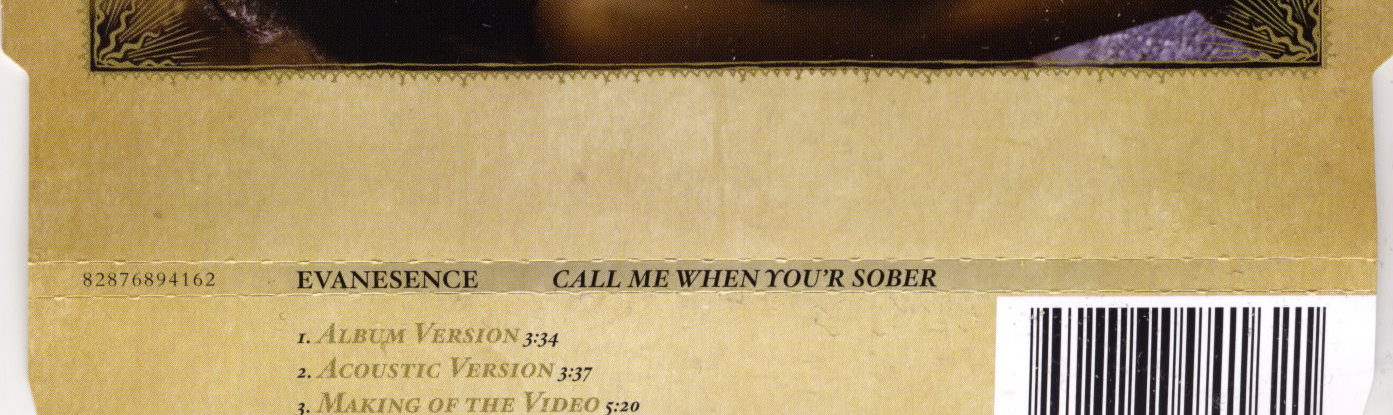 82876894162 EVANESENCE CALL ME WHEN YOU'R SOBER
1. ALBUM VERSION 3:34
2. ACOUSTIC VERSION 3:37
3. MAKING OF THE VIDEO 5:20